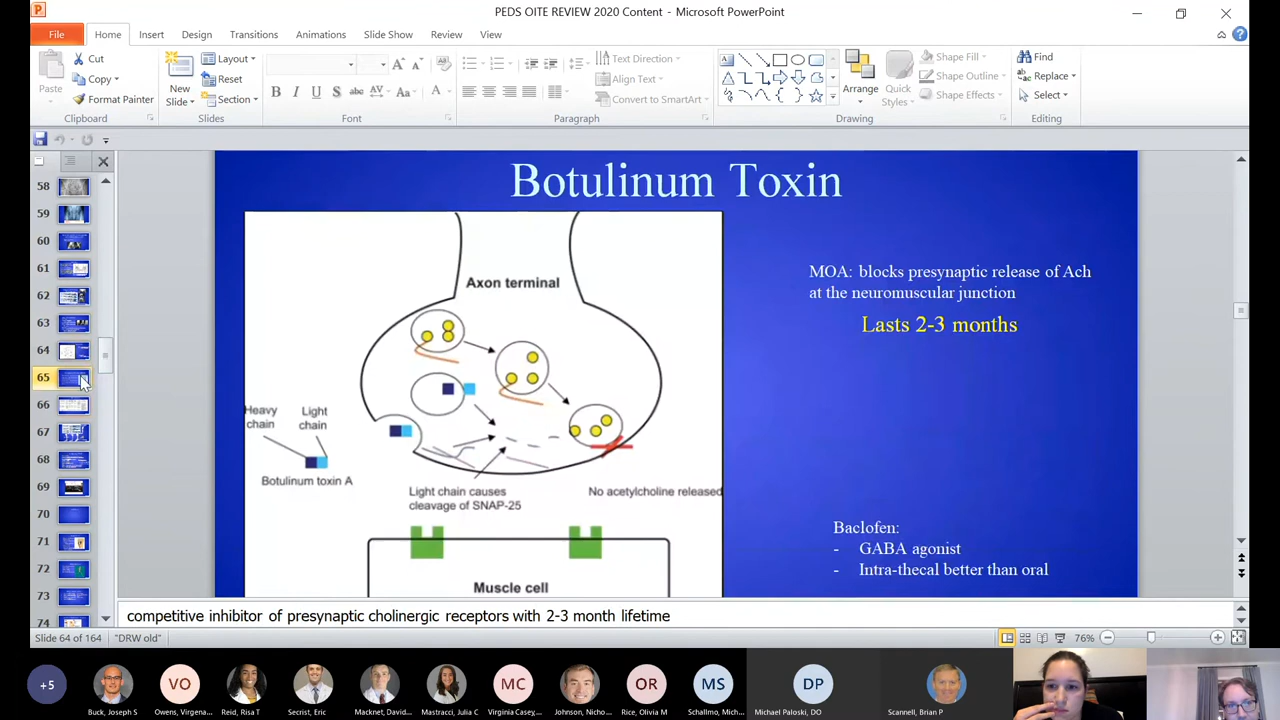 PEDS OITE REVIEW 2020 Content - Microsoft PowerPoint
File Home Insert Design Transitions Animations Slide Show Review View
Paste
Cut
Copy
Format Painter
Clipboard
New
Slide
Layout
Reset
Section
Slides
Font
Text Direction
Align Text
Convert to SmartArt
Paragraph
Arrange
Quick
Styles
Shape Fill
Shape Outline
Shape Effects
Drawing
Find
Replace
Select
Editing
58
59
60
61
62
63
64
65
66
67
68
69
70
71
72
73
74
Botulinum Toxin
Axon terminal
Heavy
chain
Light
chain
Botulinum toxin A
Light chain causes
cleavage of SNAP-25
No acetylcholine released
Muscle cell
MOA: blocks presynaptic release of Ach
at the neuromuscular junction
Lasts 2-3 months
Baclofen:
- GABA agonist
- Intra-thecal better than oral
competitive inhibitor of presynaptic cholinergic receptors with 2-3 month lifetime
Slide 64 of 164 "DRW old" 76%
+5 VO MC OR MS DP
Buck, Joseph S Owens, Virgena... Reid, Risa T Secrist, Eric Macknet, David... Mastracci, Julia C Virginia Casey,... Johnson, Nicho... Rice, Olivia M Schallmo, Mich... Michael Paloski, DO Scannell, Brian P